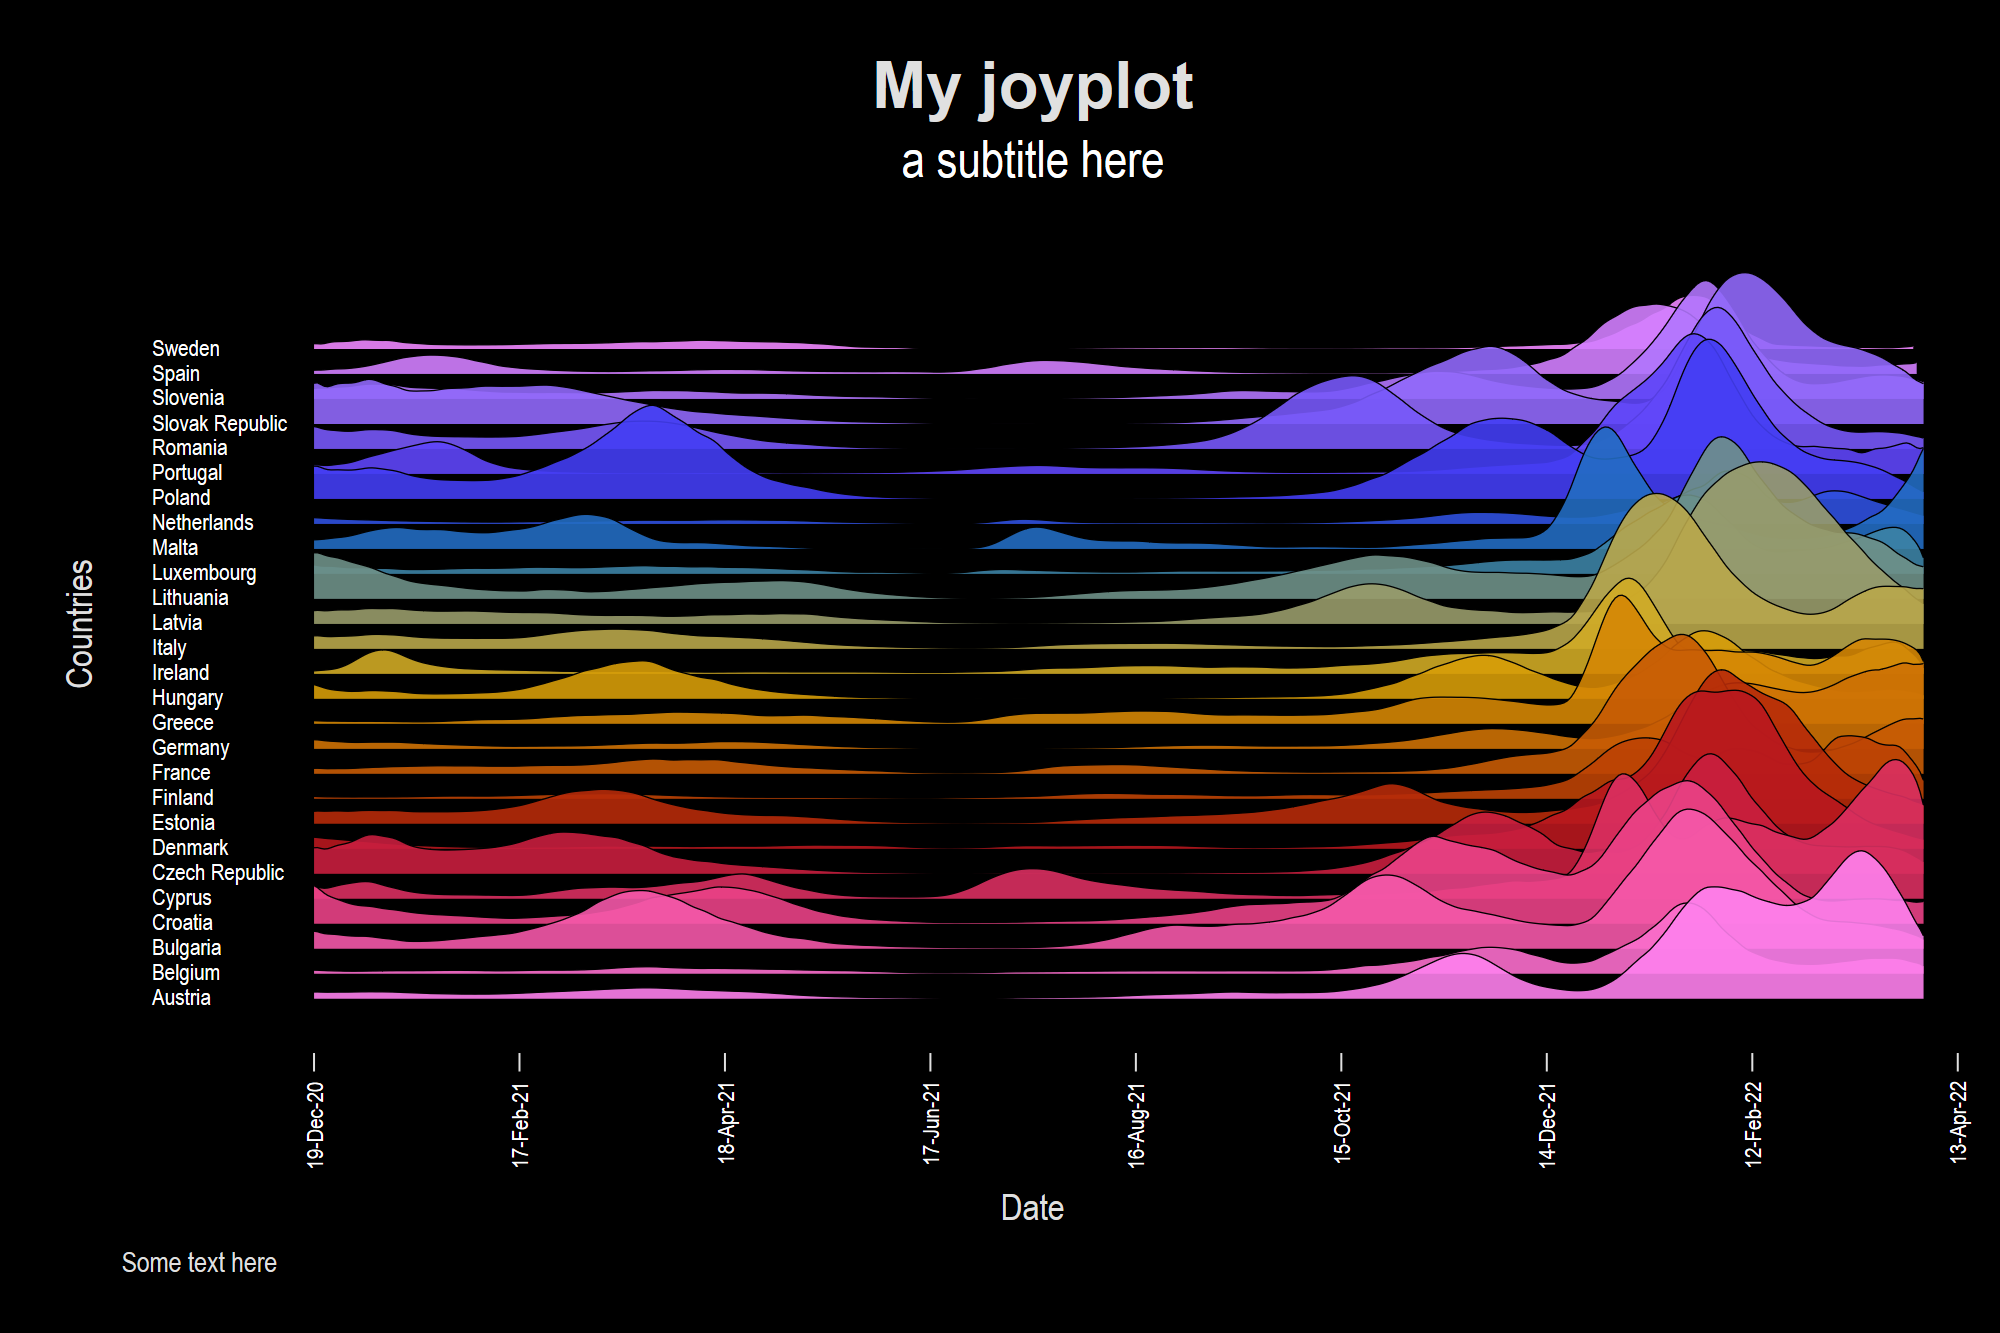 My joyplot
a subtitle here
Countries
Sweden
Spain
Slovenia
Slovak Republic
Romania
Portugal
Poland
Netherlands
Malta
Luxembourg
Lithuania
Latvia
Italy
Ireland
Hungary
Greece
Germany
France
Finland
Estonia
Denmark
Czech Republic
Cyprus
Croatia
Bulgaria
Belgium
Austria
19-Dec-20
17-Feb-21
18-Apr-21
17-Jun-21
16-Aug-21
15-Oct-21
14-Dec-21
12-Feb-22
13-Apr-22
Date
Some text here